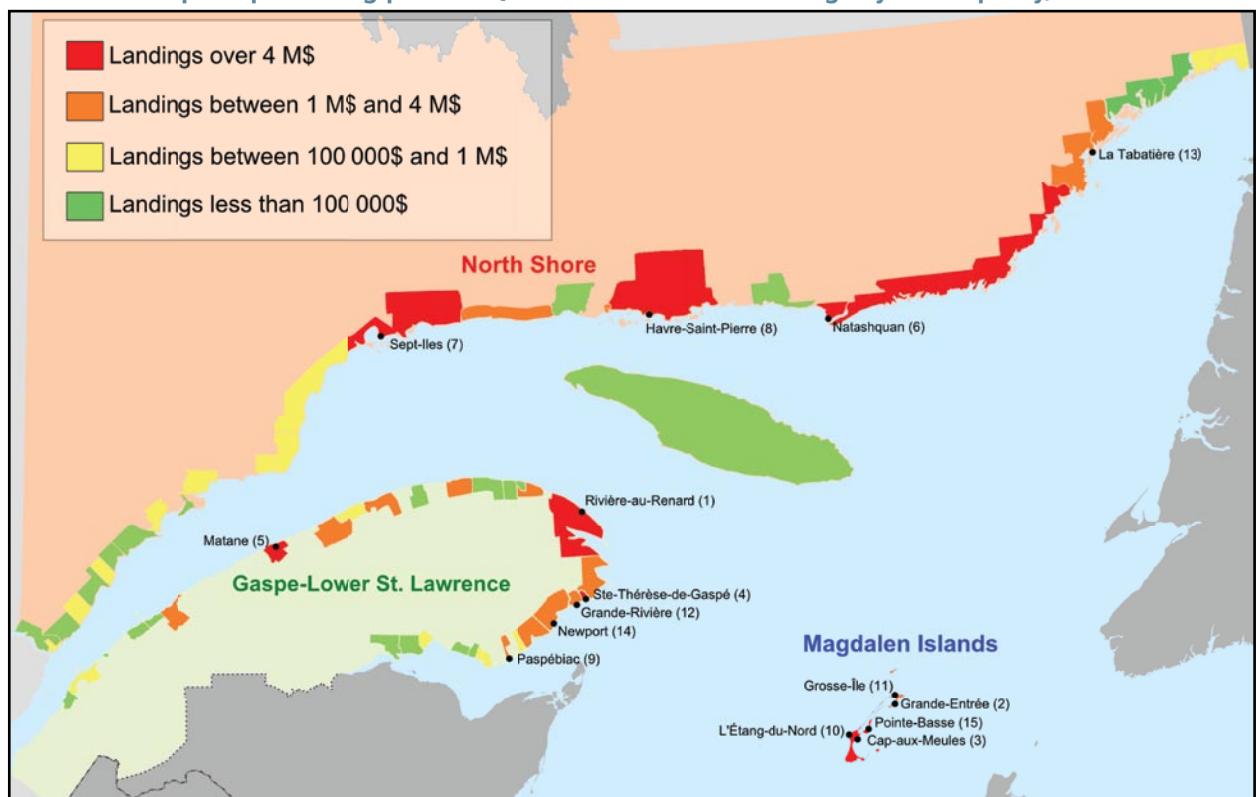 Landings over 4 M$
Landings between 1 M$ and 4 M$
Landings between 100 000$ and 1 M$
Landings less than 100 000$
La Tabatière (13)
North Shore
Havre-Saint-Pierre (8)
Natashquan (6)
Sept-Iles (7)
Rivière-au-Renard (1)
Matane (5)
Gaspe-Lower St. Lawrence
Ste-Thérèse-de-Gaspé (4)
Grande-Rivière (12)
Newport (14)
Paspébiac (9)
Magdalen Islands
Grosse-Île (11)
Grande-Entrée (2)
Pointe-Basse (15)
L'Étang-du-Nord (10)
Cap-aux-Meules (3)